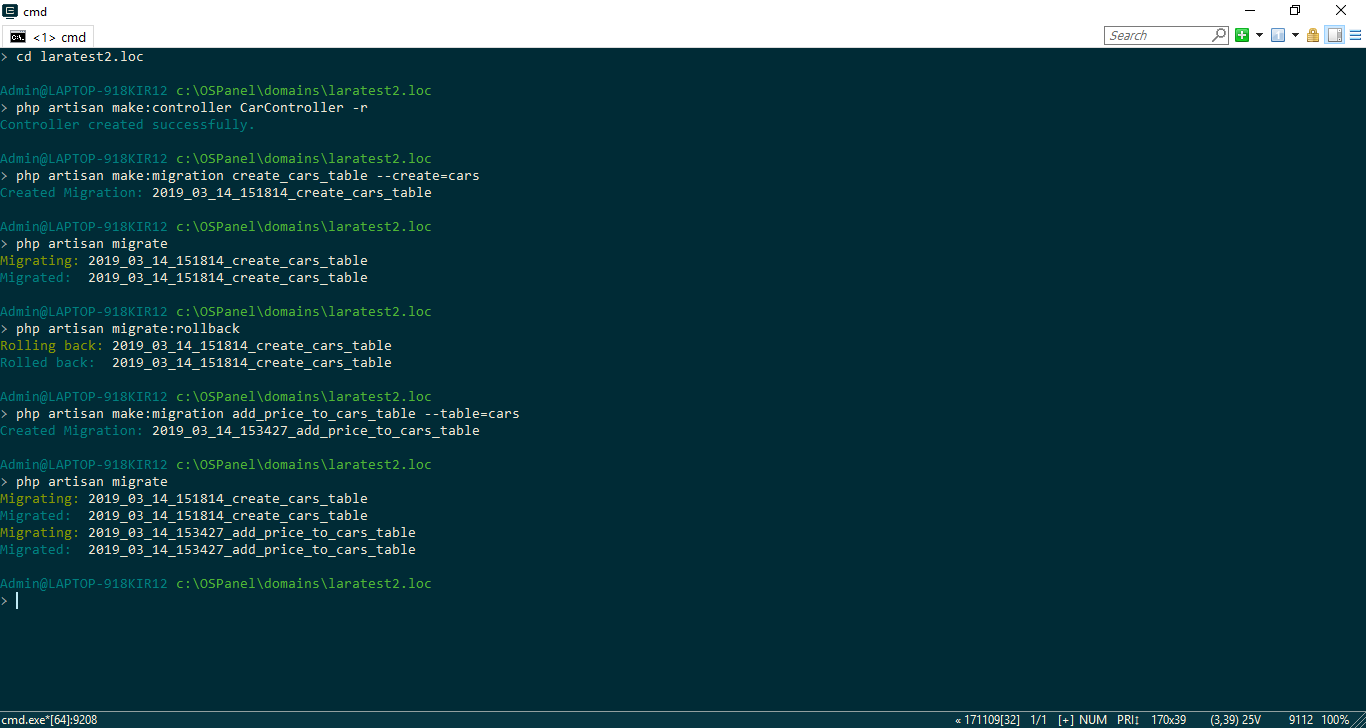 cmd
<1> cmd
Search
> cd laratest2.loc
Admin@LAPTOP-918KIR12 c:\OSPanel\domains\laratest2.loc
> php artisan make:controller CarController -r
Controller created successfully.
Admin@LAPTOP-918KIR12 c:\OSPanel\domains\laratest2.loc
> php artisan make:migration create_cars_table --create=cars
Created Migration: 2019_03_14_151814_create_cars_table
Admin@LAPTOP-918KIR12 c:\OSPanel\domains\laratest2.loc
> php artisan migrate
Migrating: 2019_03_14_151814_create_cars_table
Migrated:  2019_03_14_151814_create_cars_table
Admin@LAPTOP-918KIR12 c:\OSPanel\domains\laratest2.loc
> php artisan migrate:rollback
Rolling back: 2019_03_14_151814_create_cars_table
Rolled back:  2019_03_14_151814_create_cars_table
Admin@LAPTOP-918KIR12 c:\OSPanel\domains\laratest2.loc
> php artisan make:migration add_price_to_cars_table --table=cars
Created Migration: 2019_03_14_153427_add_price_to_cars_table
Admin@LAPTOP-918KIR12 c:\OSPanel\domains\laratest2.loc
> php artisan migrate
Migrating: 2019_03_14_151814_create_cars_table
Migrated:  2019_03_14_151814_create_cars_table
Migrating: 2019_03_14_153427_add_price_to_cars_table
Migrated:  2019_03_14_153427_add_price_to_cars_table
Admin@LAPTOP-918KIR12 c:\OSPanel\domains\laratest2.loc
>
cmd.exe*[64]:9208 « 171109[32] 1/1 [+] NUM PRI↕ 170x39 (3,39) 25V 9112 100%